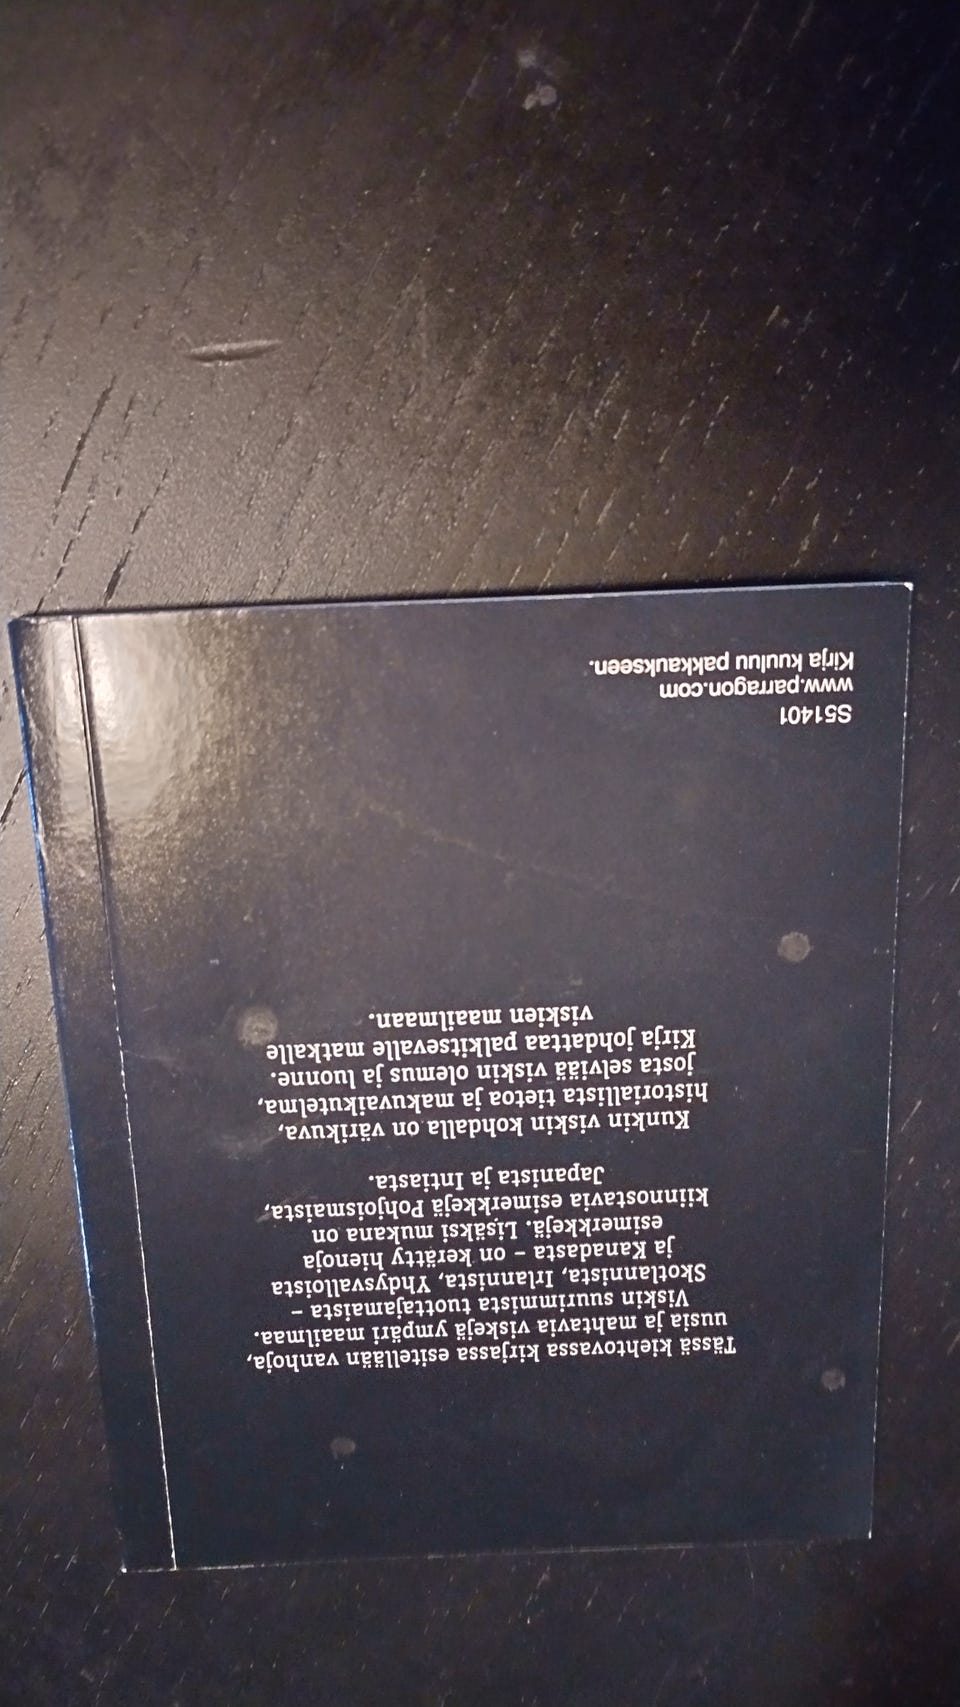 Tässä kiehtovassa kirjassa esitellään vanhoja,
uusia ja mahtavia viskejä ympäri maailmaa.
Viskin suurimmista tuottajamaista –
Skotlannista, Irlannista, Yhdysvalloista
ja Kanadasta – on kerätty hienoja
esimerkkejä. Lisäksi mukana on
kiinnostavia esimerkkejä Pohjoismaista,
Japanista ja Intiasta.
Kunkin viskin kohdalla on värikuva,
historiallista tietoa ja makuvaikutelma,
josta selviää viskin olemus ja luonne.
Kirja johdattaa palkitsevalle matkalle
viskien maailmaan.
S51401
www.parragon.com
Kirja kuuluu pakkaukseen.